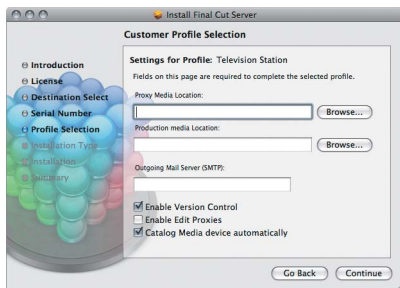 Install Final Cut Server
Customer Profile Selection
Introduction
License
Destination Select
Serial Number
Profile Selection
Installation Type
Installation
Summary
Settings for Profile: Television Station
Fields on this page are required to complete the selected profile.
Proxy Media Location:
Browse...
Production media Location:
Browse...
Outgoing Mail Server (SMTP):
Enable Version Control
Enable Edit Proxies
Catalog Media device automatically
Go Back
Continue